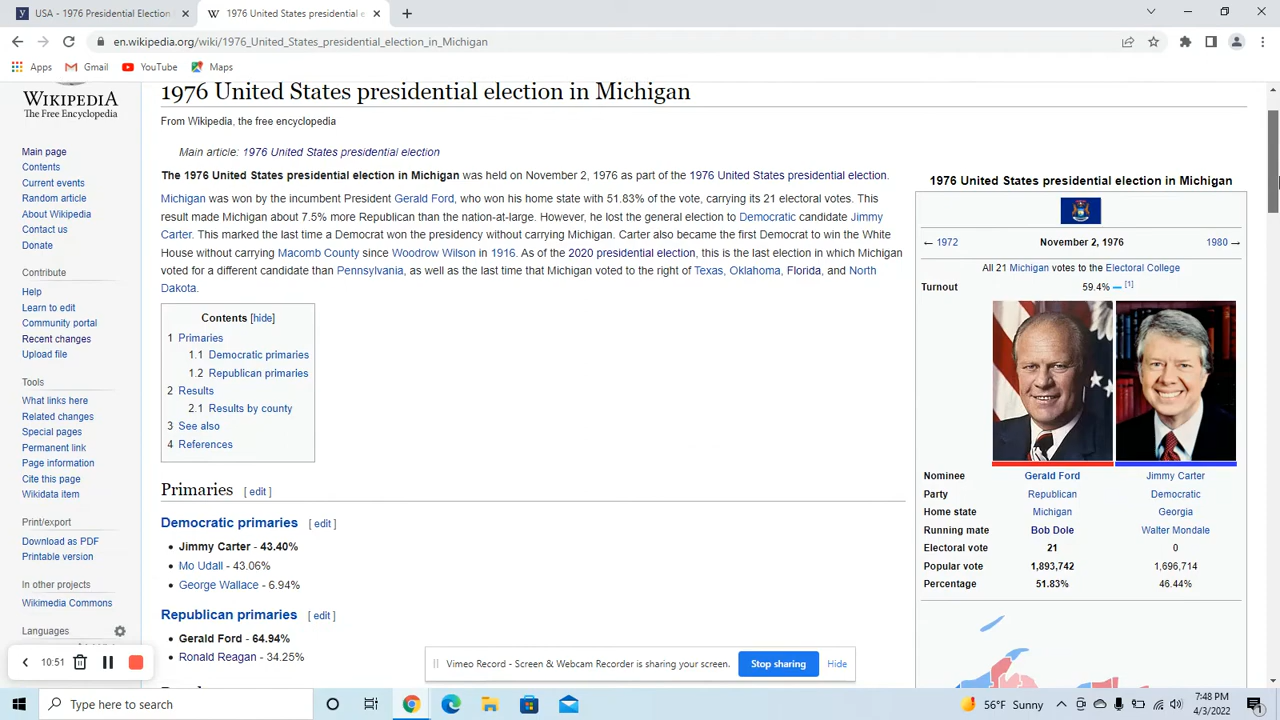 USA - 1976 Presidential Election
1976 United States presidential e
en.wikipedia.org/wiki/1976_United_States_presidential_election_in_Michigan
Apps Gmail YouTube Maps
WIKIPEDIA
The Free Encyclopedia
Main page
Contents
Current events
Random article
About Wikipedia
Contact us
Donate
Contribute
Help
Learn to edit
Community portal
Recent changes
Upload file
Tools
What links here
Related changes
Special pages
Permanent link
Page information
Cite this page
Wikidata item
Print/export
Download as PDF
Printable version
In other projects
Wikimedia Commons
Languages
1976 United States presidential election in Michigan
From Wikipedia, the free encyclopedia
Main article: 1976 United States presidential election
The 1976 United States presidential election in Michigan was held on November 2, 1976 as part of the 1976 United States presidential election.
Michigan was won by the incumbent President Gerald Ford, who won his home state with 51.83% of the vote, carrying its 21 electoral votes. This
result made Michigan about 7.5% more Republican than the nation-at-large. However, he lost the general election to Democratic candidate Jimmy
Carter. This marked the last time a Democrat won the presidency without carrying Michigan. Carter also became the first Democrat to win the White
House without carrying Macomb County since Woodrow Wilson in 1916. As of the 2020 presidential election, this is the last election in which Michigan
voted for a different candidate than Pennsylvania, as well as the last time that Michigan voted to the right of Texas, Oklahoma, Florida, and North
Dakota.
Contents [hide]
1 Primaries
1.1 Democratic primaries
1.2 Republican primaries
2 Results
2.1 Results by county
3 See also
4 References
Primaries [ edit ]
Democratic primaries [ edit ]
• Jimmy Carter - 43.40%
• Mo Udall - 43.06%
• George Wallace - 6.94%
Republican primaries [ edit ]
• Gerald Ford - 64.94%
• Ronald Reagan - 34.25%
1976 United States presidential election in Michigan
← 1972 November 2, 1976 1980 →
All 21 Michigan votes to the Electoral College
Turnout 59.4% [1]
Nominee Gerald Ford Jimmy Carter
Party Republican Democratic
Home state Michigan Georgia
Running mate Bob Dole Walter Mondale
Electoral vote 21 0
Popular vote 1,893,742 1,696,714
Percentage 51.83% 46.44%
10:51
Vimeo Record - Screen & Webcam Recorder is sharing your screen. Stop sharing Hide
Type here to search
56°F Sunny
7:48 PM
4/3/2022
1